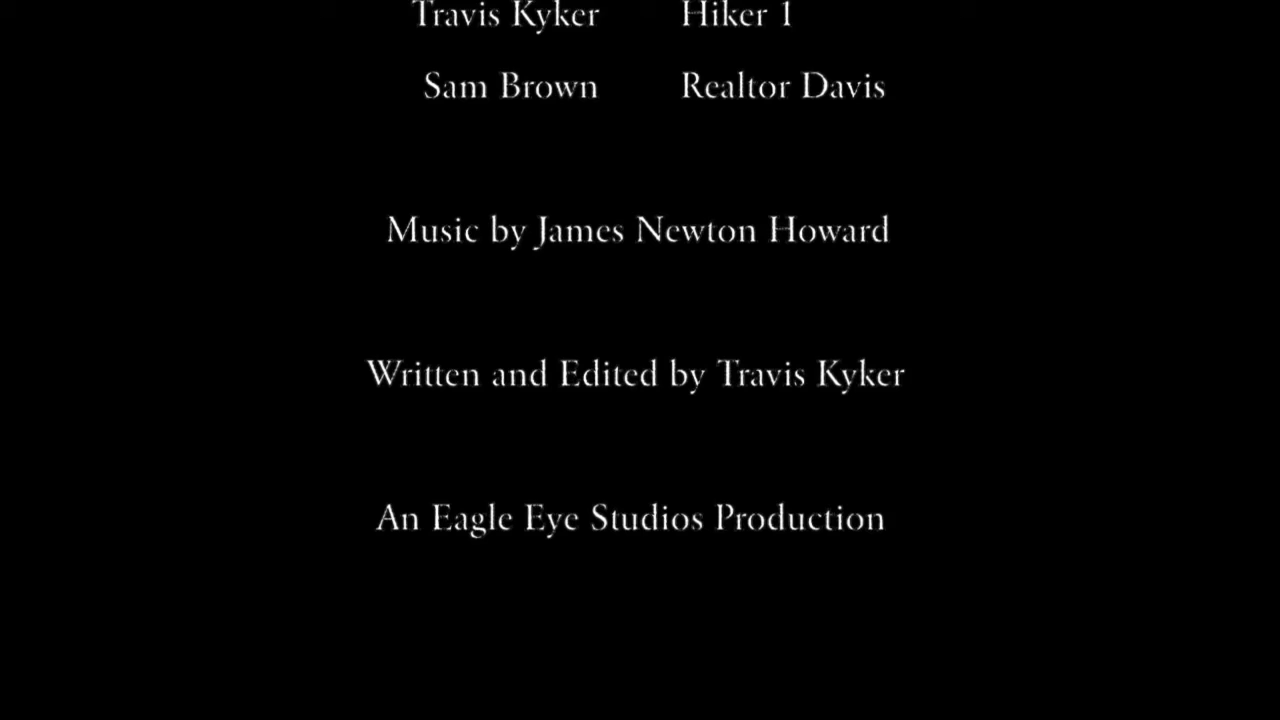 Travis Kyker Hiker 1
Sam Brown Realtor Davis
Music by James Newton Howard
Written and Edited by Travis Kyker
An Eagle Eye Studios Production